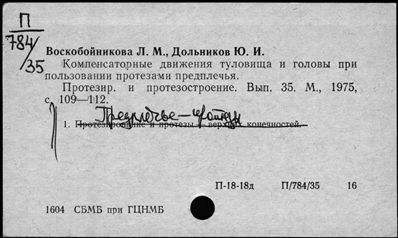 П
784
/35
Воскобойникова Л. М., Дольников Ю. И.
Компенсаторные движения туловища и головы при
пользовании протезами предплечья.
Протезир. и протезостроение. Вып. 35. М., 1975,
с. 109—112.
Предплечье —
1. Протезирование и протезы — верхних конечностей.
П-18-18д П/784/35 16
1604 СБМБ при ГЦНМБ